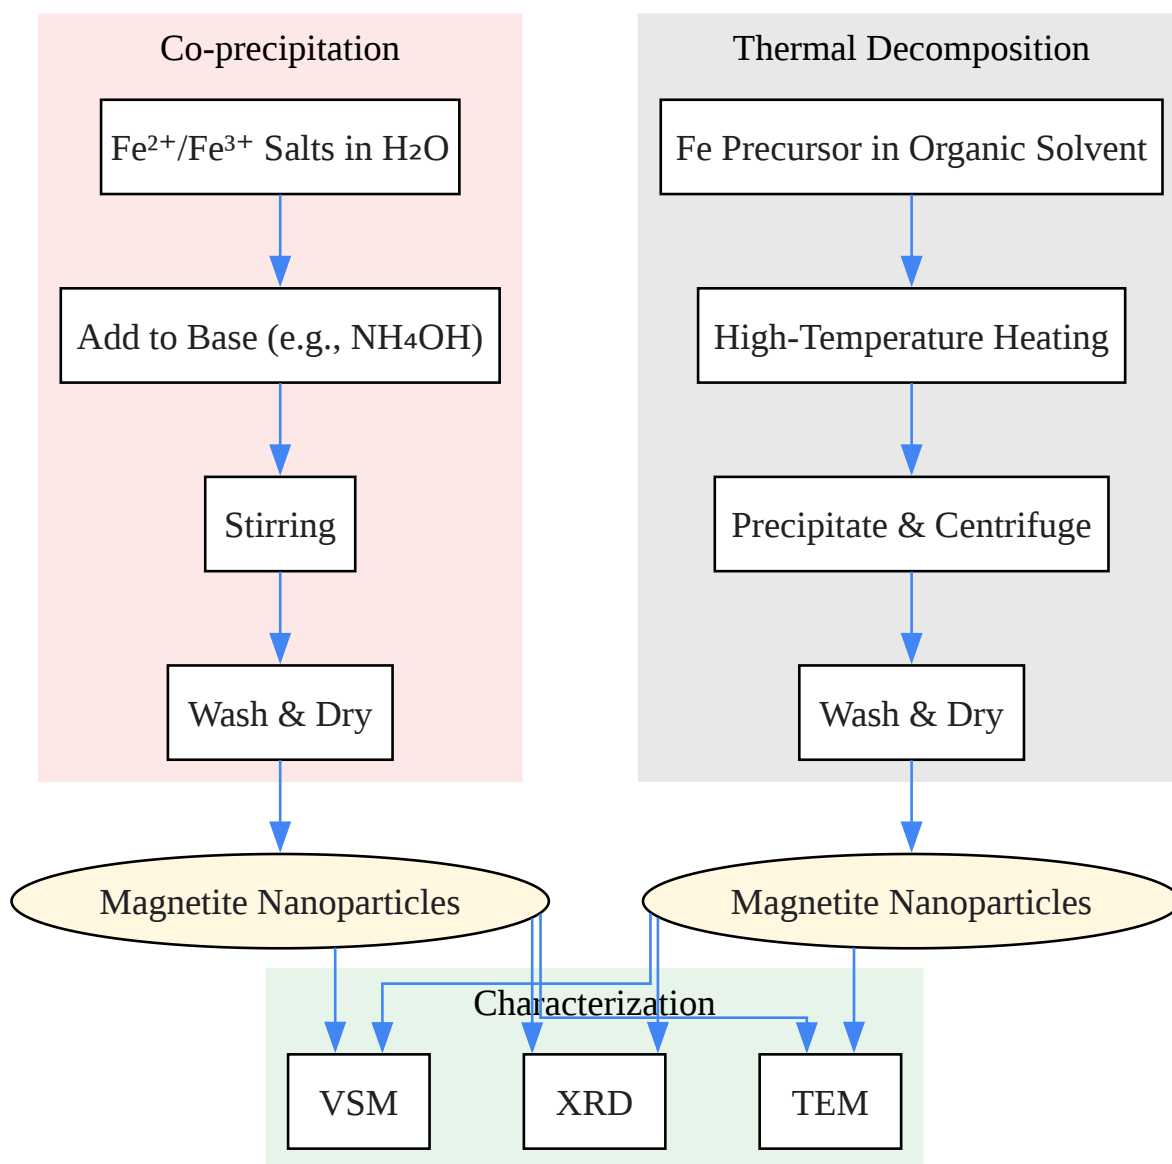 Co-precipitation
Fe²⁺/Fe³⁺ Salts in H₂O
Add to Base (e.g., NH₄OH)
Stirring
Wash & Dry
Magnetite Nanoparticles
Thermal Decomposition
Fe Precursor in Organic Solvent
High-Temperature Heating
Precipitate & Centrifuge
Wash & Dry
Magnetite Nanoparticles
Characterization
VSM
XRD
TEM